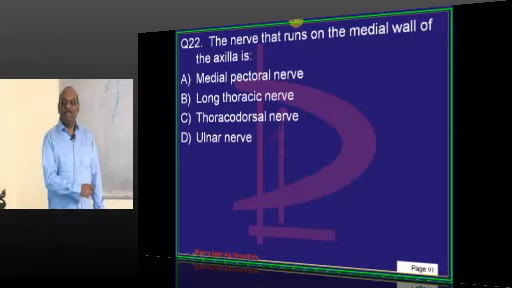 Q22. The nerve that runs on the medial wall of
the axilla is:
A) Medial pectoral nerve
B) Long thoracic nerve
C) Thoracodorsal nerve
D) Ulnar nerve
Page 91